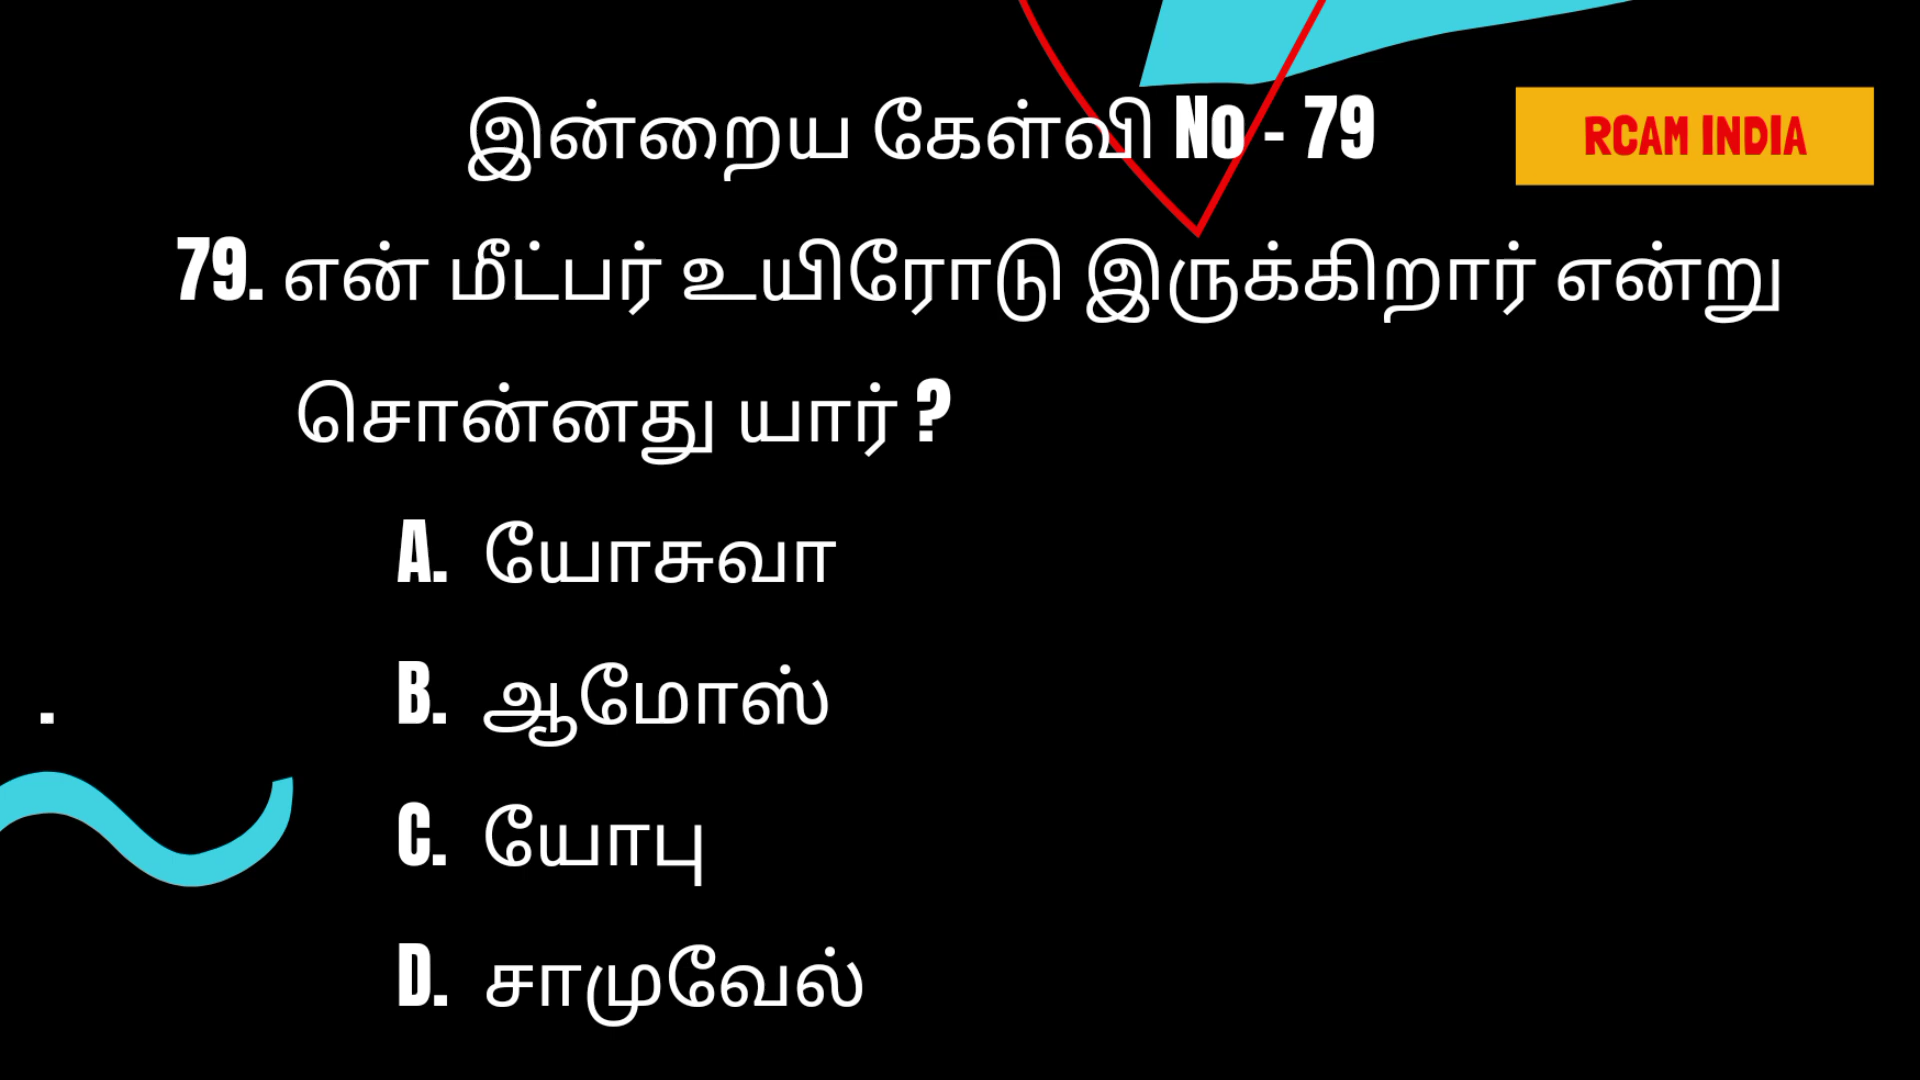 இன்றைய கேள்வி No - 79
RCAM INDIA
79. என் மீட்பர் உயிரோடு இருக்கிறார் என்று
சொன்னது யார் ?
A. யோசுவா
B. ஆமோஸ்
.
C. யோபு
D. சாமுவேல்